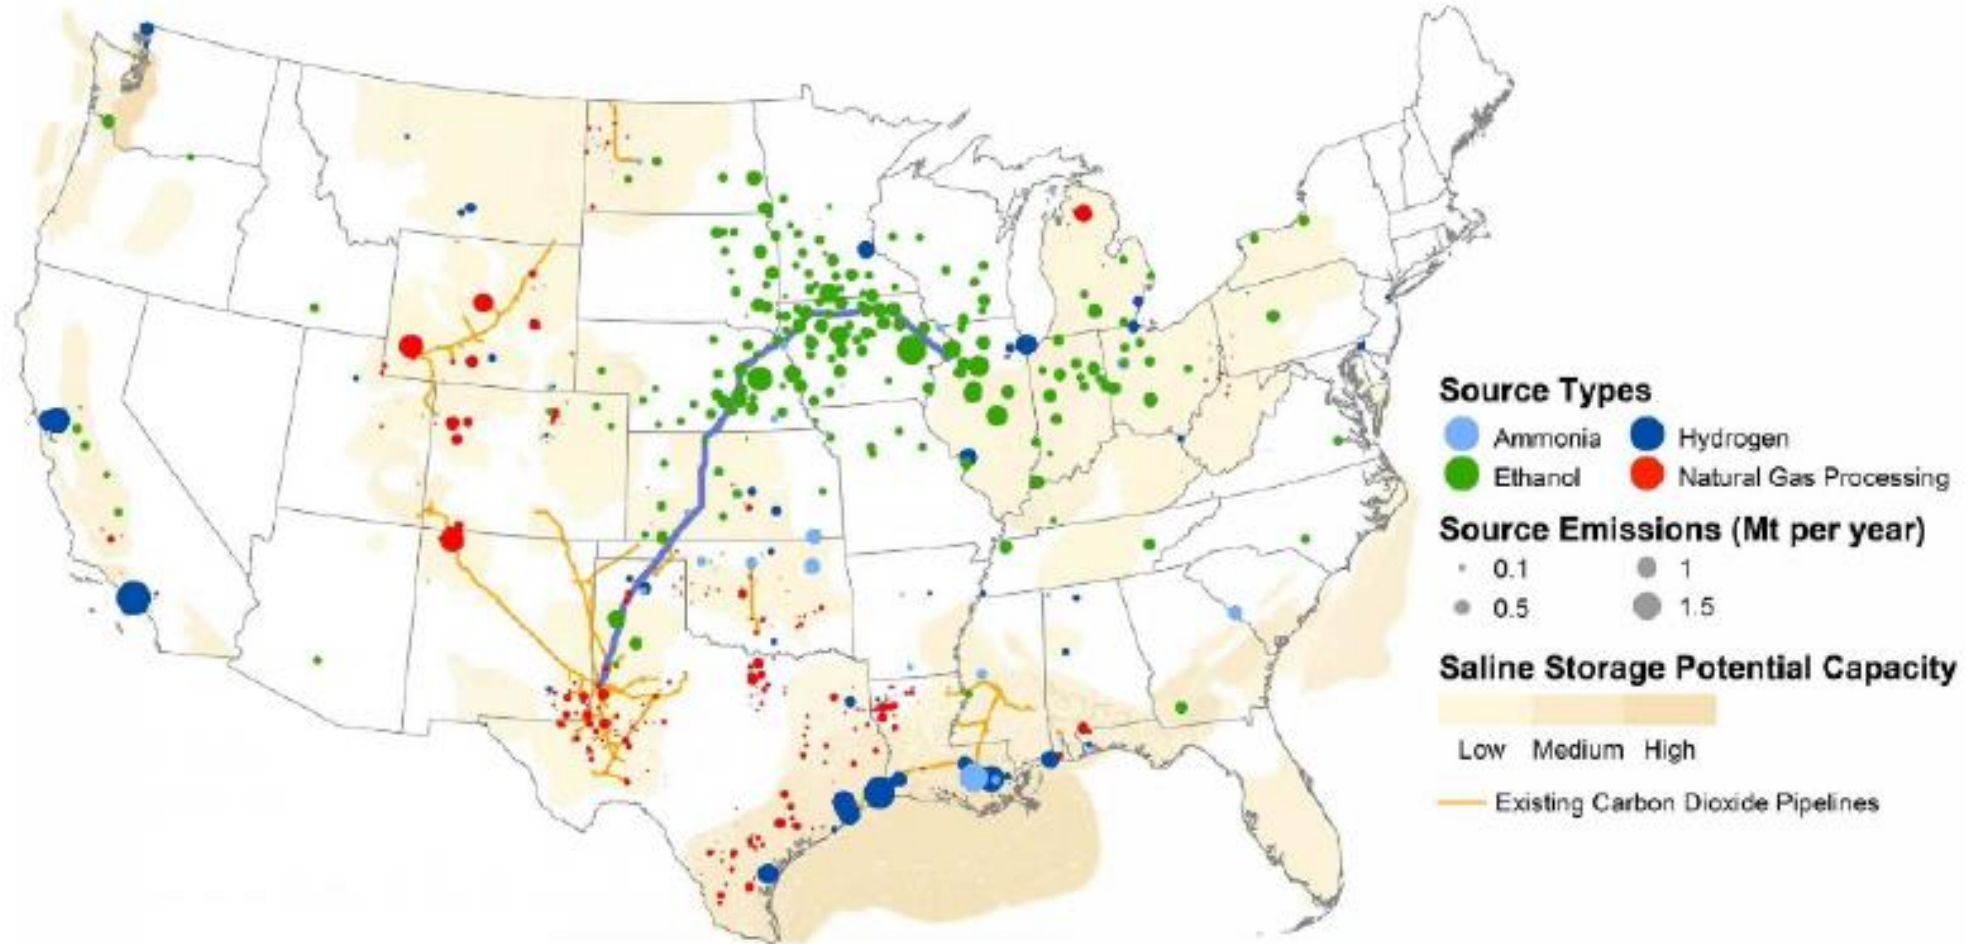 Source Types
Ammonia Hydrogen
Ethanol Natural Gas Processing
Source Emissions (Mt per year)
0.1 1
0.5 1.5
Saline Storage Potential Capacity
Low Medium High
Existing Carbon Dioxide Pipelines